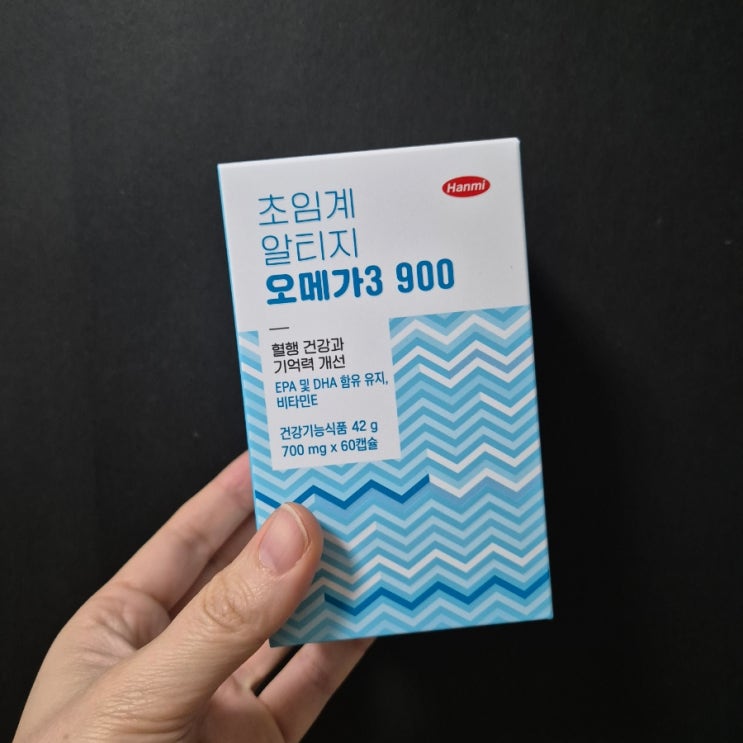 Hanmi
초임계
알티지
오메가3 900
혈행 건강과
기억력 개선
EPA 및 DHA 함유 유지,
비타민E
건강기능식품 42 g
700 mg x 60캡슐